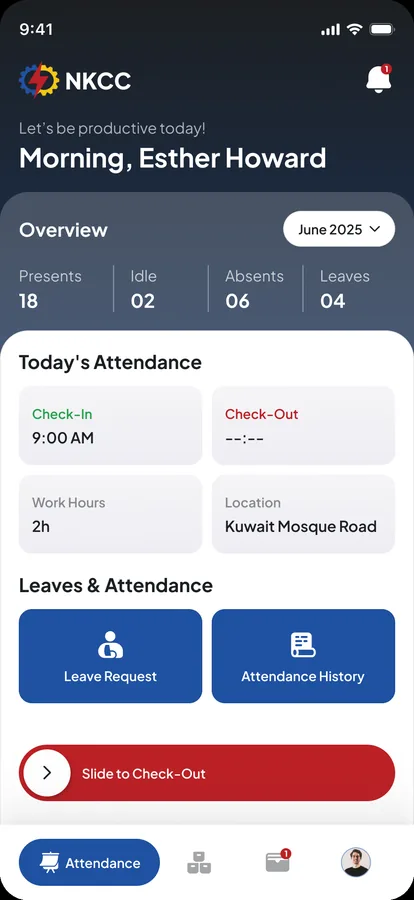 9:41
NKCC
1
Let's be productive today!
Morning, Esther Howard
Overview
June 2025
Presents Idle Absents Leaves
18 02 06 04
Today's Attendance
Check-In Check-Out
9:00 AM --:--
Work Hours Location
2h Kuwait Mosque Road
Leaves & Attendance
Leave Request Attendance History
Slide to Check-Out
Attendance 1